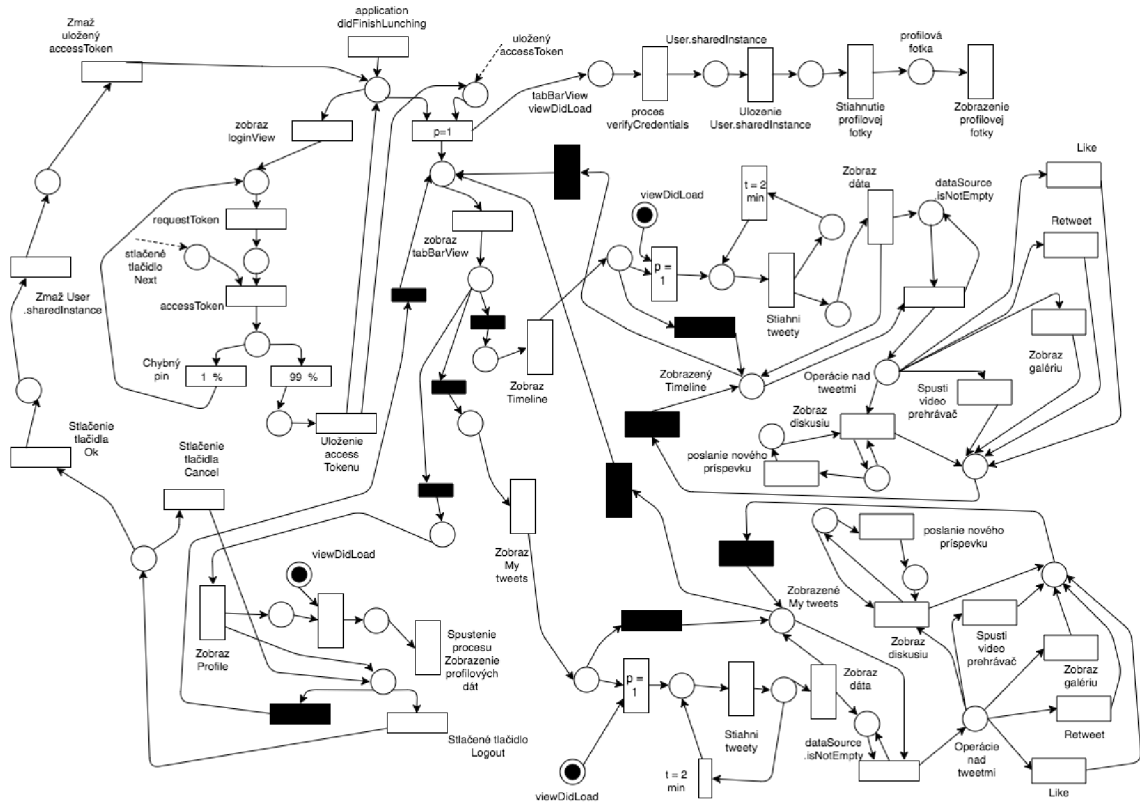 Zmaž
uložený
accessToken
application
didFinishLunching
uložený
accessToken
User.sharedInstance
profilová
fotka
tabBarView
viewDidLoad
proces
verifyCredentials
Ulozenie
User.sharedInstance
Stiahnutie
profilovej
fotky
Zobrazenie
profilovej
fotky
zobraz
loginView
p=1
requestToken
stlačené
tlačidlo
Next
accessToken
zobraz
tabBarView
Chybný
pin
1 %
99 %
Uloženie
access
Tokenu
Zmaž User
.sharedInstance
Stlačenie
tlačidla
Ok
Stlačenie
tlačidla
Cancel
viewDidLoad
t = 2
min
Zobraz
dáta
dataSource
.isNotEmpty
Like
Retweet
p =
1
Stiahni
tweety
Zobraz
Timeline
Zobrazený
Timeline
Operácie nad
tweetmi
Zobraz
galériu
Spusti
video
prehrávač
Zobraz
diskusiu
poslanie nového
príspevku
Zobraz
My
tweets
viewDidLoad
Zobraz
Profile
Spustenie
procesu
Zobrazenie
profilových
dát
Stlačené tlačidlo
Logout
poslanie nového
príspevku
Zobrazené
My tweets
Zobraz
diskusiu
Spusti
video
prehrávač
Zobraz
galériu
Retweet
Like
p =
1
Stiahni
tweety
Zobraz
dáta
dataSource
.isNotEmpty
Operácie
nad
tweetmi
t = 2
min
viewDidLoad